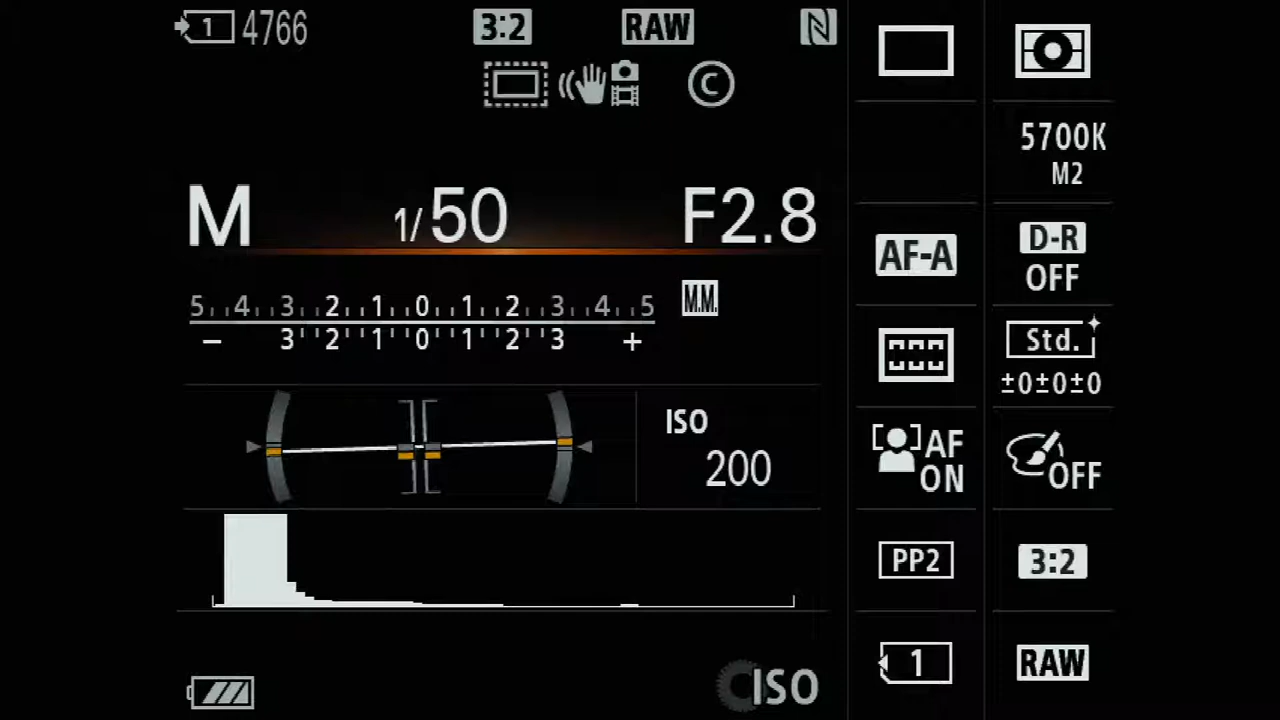 1 4766 3:2 RAW N
C
M 1/50 F2.8
5 4 3 2 1 0 1 2 3 4 5 M.M.
− 3 2 1 0 1 2 3 +
ISO
200
ISO
5700K
M2
AF-A
D-R
OFF
Std.
±0±0±0
AF
ON
OFF
PP2
3:2
1
RAW